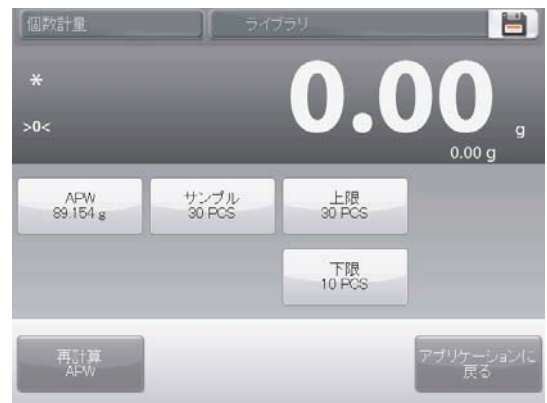 個数計量
ライブラリ
*
0.00
>0<
g
0.00 g
APW
89.154 g
サンプル
30 PCS
上限
30 PCS
下限
10 PCS
再計算
APW
アプリケーションに
戻る